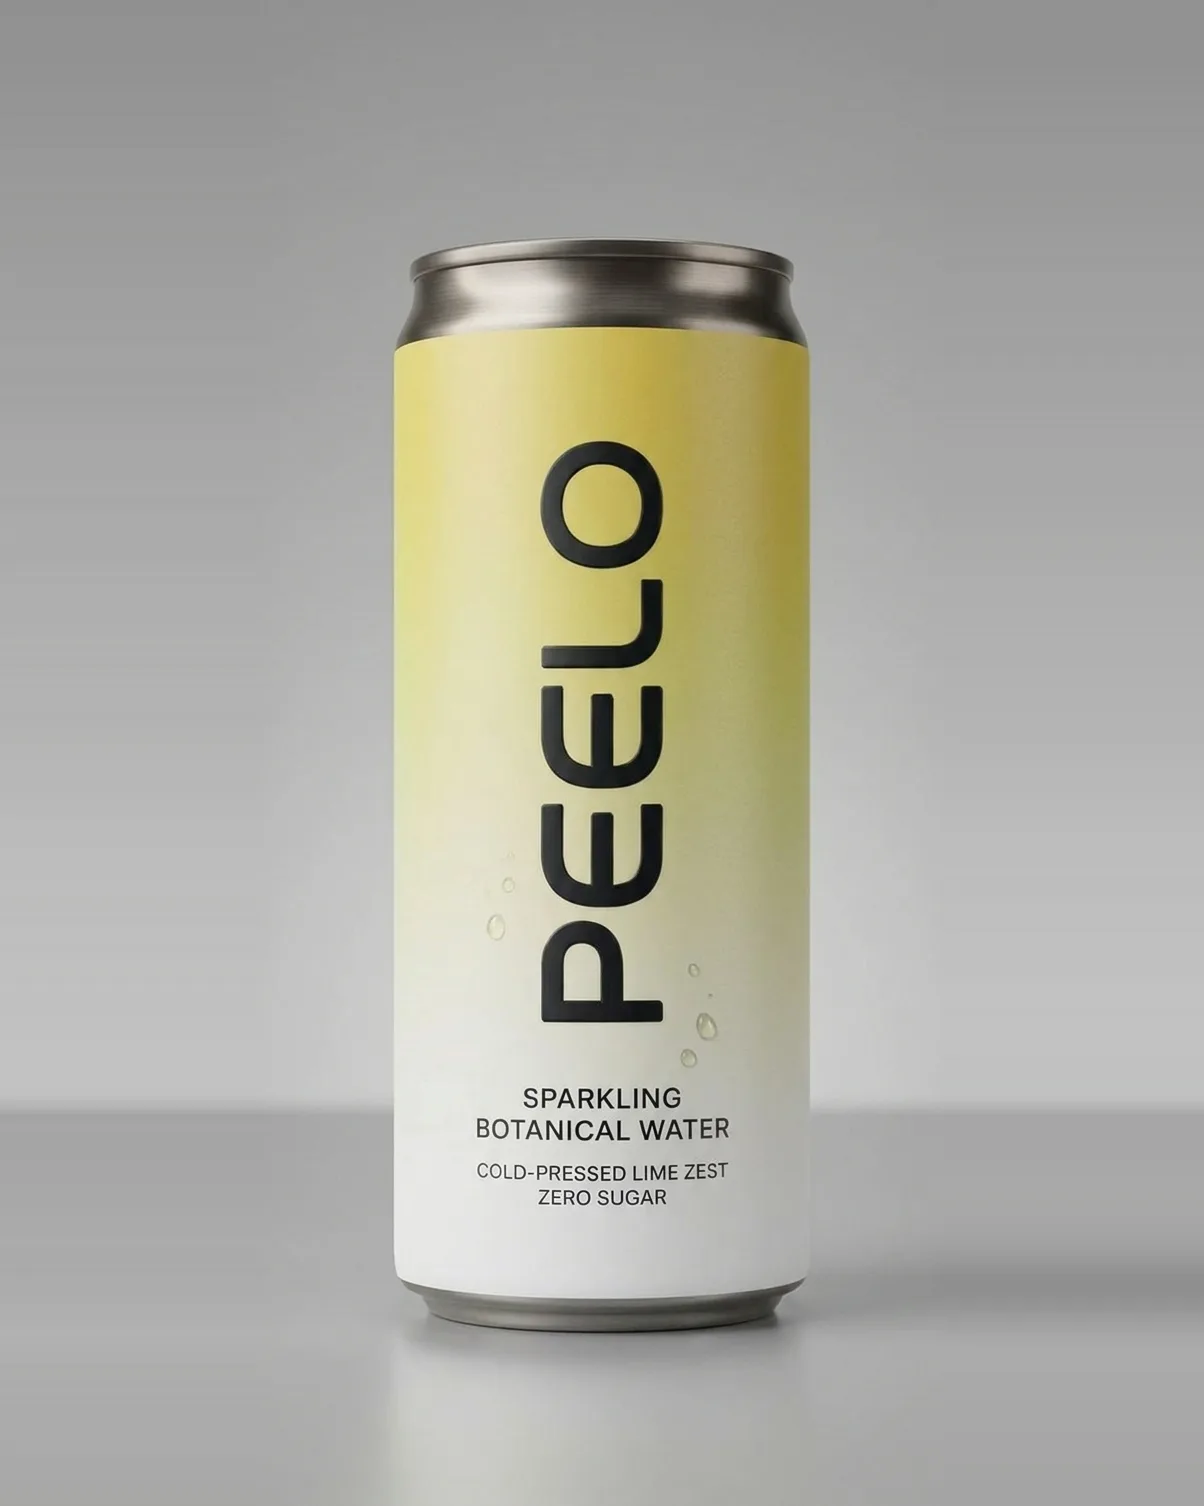 PEELO
SPARKLING
BOTANICAL WATER
COLD-PRESSED LIME ZEST
ZERO SUGAR